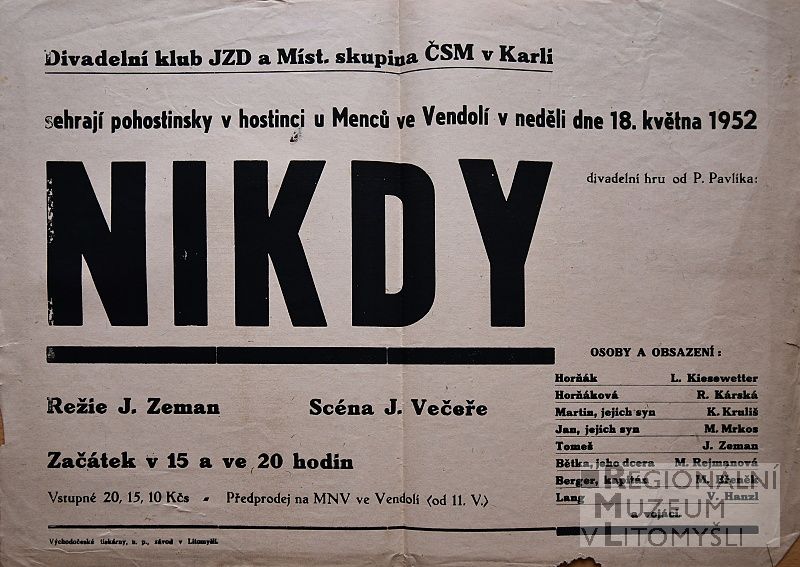 Divadelní klub JZD a Míst. skupina ČSM v Karli
sehrají pohostinsky v hostinci u Menců ve Vendolí v neděli dne 18. května 1952
NIKDY
divadelní hru od P. Pavlíka:
OSOBY A OBSAZENÍ:
Horňák L. Kiesewetter
Horňáková R. Kárská
Martin, jejich syn K. Kruliš
Jan, jejich syn M. Mrkos
Tomeš J. Zeman
Bětka, jeho dcera M. Rejmanová
Berger, kapitán M. Břeněk
Lang V. Hanzl
a vojáci.
Režie J. Zeman Scéna J. Večeře
Začátek v 15 a ve 20 hodin
Vstupné 20, 15, 10 Kčs - Předprodej na MNV ve Vendolí (od 11. V.)
Východočeské tiskárny, n. p., závod v Litomyšli.
REGIONALNÍ
MUZEUM
V LITOMYŠLI